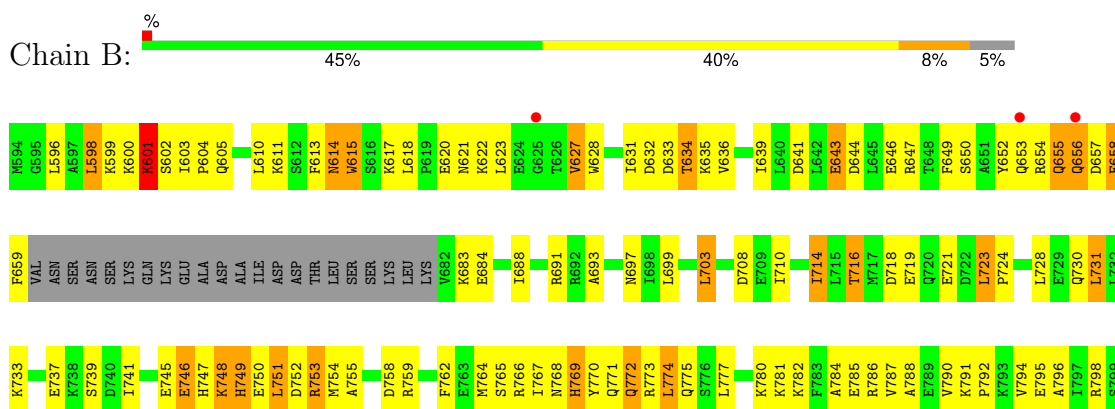 %
Chain B:
45% 40% 8% 5%
M594 G595 L596 A597 L598 K599 K600 K601 S602 I603 P604 Q605 L610 K611 S612 F613 N614 W615 S616 K617 L618 P619 E620 N621 K622 L623 E624 G625 T626 V627 W628 I631 D632 D633 T634 K635 V636 I639 L640 D641 L642 E643 D644 L645 E646 R647 T648 F649 S650 A651 Y652 Q653 R654 Q655 Q656 D657 F658
F659 VAL ASN SER ASN SER LYS GLN LYS GLU ALA ASP ALA ILE ASP ASP THR LEU SER SER LYS LEU LYS V682 K683 E684 I688 R691 R692 A693 N697 I698 L699 L703 D708 E709 I710 I714 L715 T716 M717 D718 E719 Q720 E721 D722 L723 P724 L728 E729 Q730 L731 L732
K733 E737 K738 S739 D740 I741 E745 E746 H747 K748 H749 E750 L751 D752 R753 M754 A755 D758 R759 F762 E763 M764 S765 R766 I767 N768 H769 Y770 Q771 Q772 R773 L774 Q775 S776 L777 K780 K781 K782 F783 A784 E785 R786 V787 A788 E789 V790 K791 P792 K793 V794 E795 A796 I797 R798